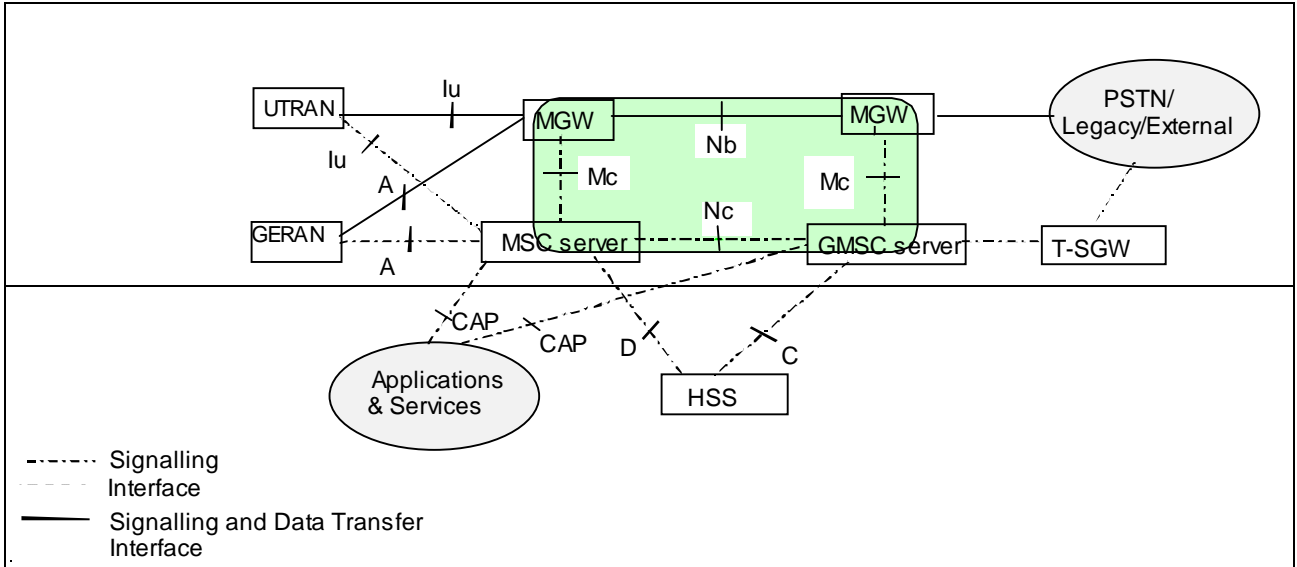 Iu
UTRAN
MGW
MGW
PSTN/
Legacy/External
Nb
Iu
Mc
Mc
A
Nc
GERAN
MSC server
GMSC server
T-SGW
A
CAP
CAP
D
C
Applications
& Services
HSS
Signalling
Interface
Signalling and Data Transfer
Interface
.